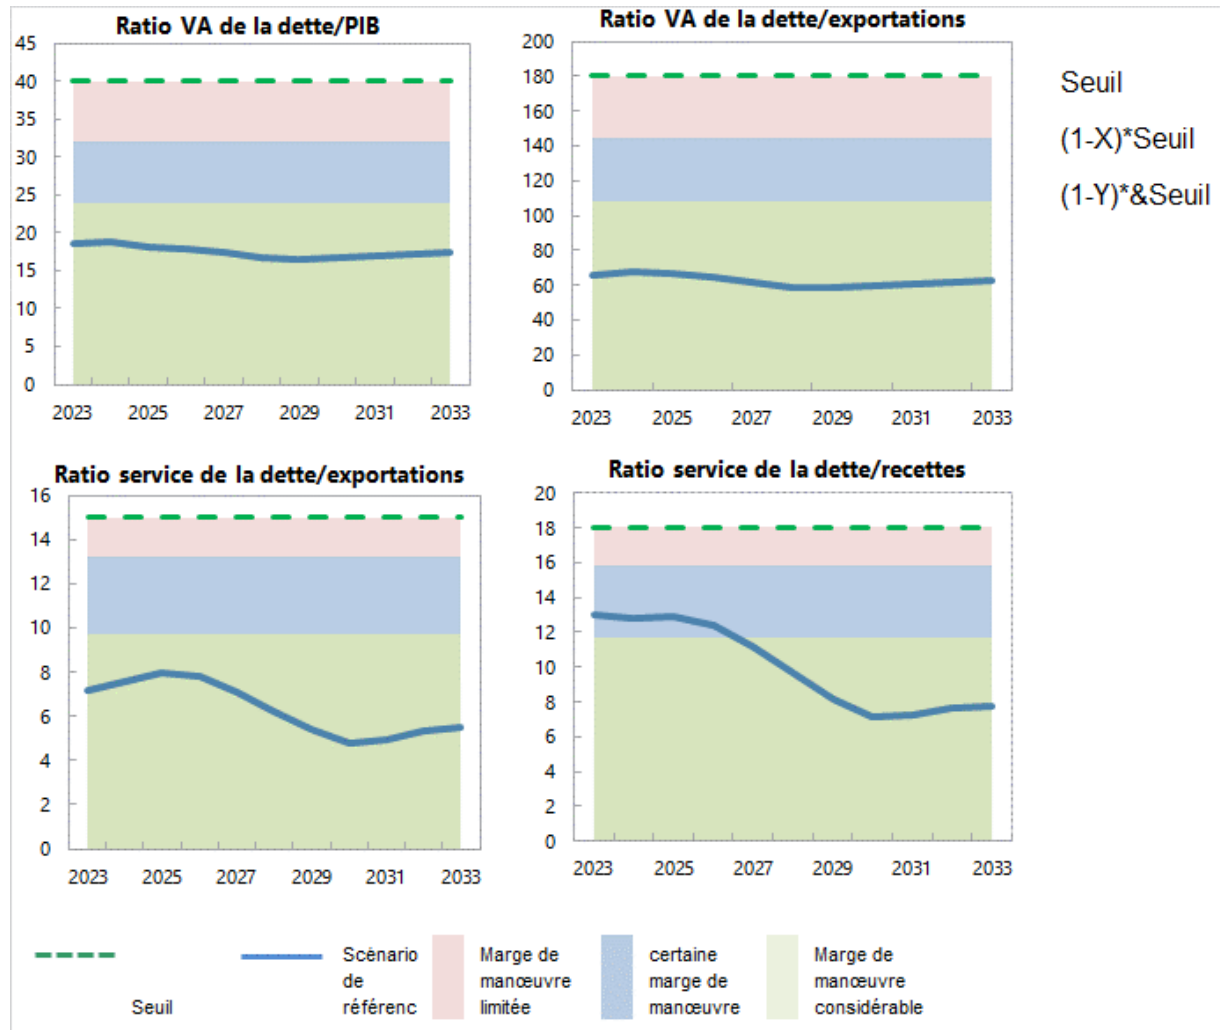 Ratio VA de la dette/PIB
45
40
35
30
25
20
15
10
5
0
2023 2025 2027 2029 2031 2033
Ratio VA de la dette/exportations
200
180
160
140
120
100
80
60
40
20
0
2023 2025 2027 2029 2031 2033
Seuil
(1-X)*Seuil
(1-Y)*&Seuil
Ratio service de la dette/exportations
16
14
12
10
8
6
4
2
0
2023 2025 2027 2029 2031 2033
Ratio service de la dette/recettes
20
18
16
14
12
10
8
6
4
2
0
2023 2025 2027 2029 2031 2033
Seuil
Scénario
de
référenc
Marge de
manœuvre
limitée
certaine
marge de
manœuvre
Marge de
manœuvre
considérable